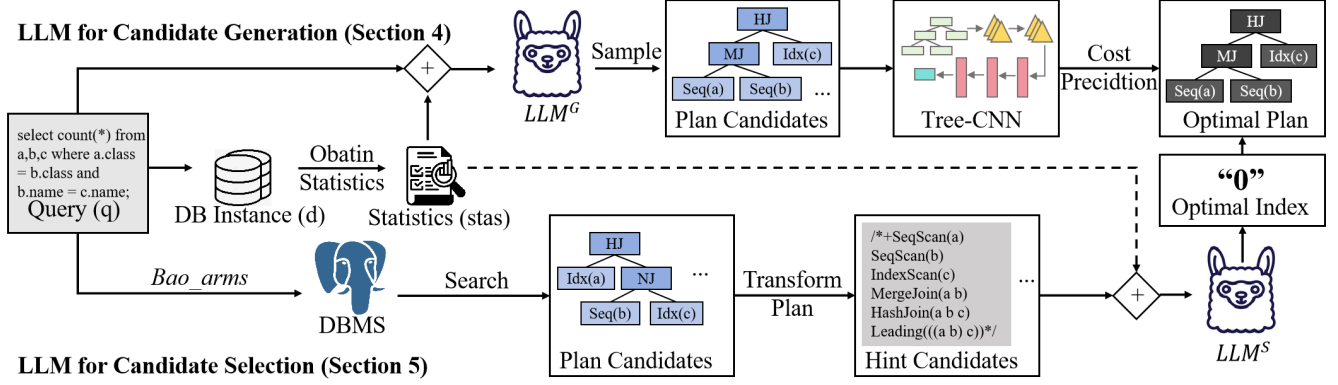 LLM for Candidate Generation (Section 4)
select count(*) from
a,b,c where a.class
= b.class and
b.name = c.name;
Query (q)
DB Instance (d)
Obatin
Statistics
Statistics (stas)
+
LLM^G
Sample
HJ
MJ
Idx(c)
Seq(a)
Seq(b)
...
Plan Candidates
Tree-CNN
Cost
Precidtion
HJ
MJ
Idx(c)
Seq(a)
Seq(b)
Optimal Plan
“0”
Optimal Index
Bao_arms
DBMS
Search
HJ
Idx(a)
NJ
...
Seq(b)
Idx(c)
Plan Candidates
Transform
Plan
/*+SeqScan(a)
SeqScan(b)
IndexScan(c)
MergeJoin(a b)
HashJoin(a b c)
Leading(((a b) c))*/
...
Hint Candidates
+
LLM^S
LLM for Candidate Selection (Section 5)